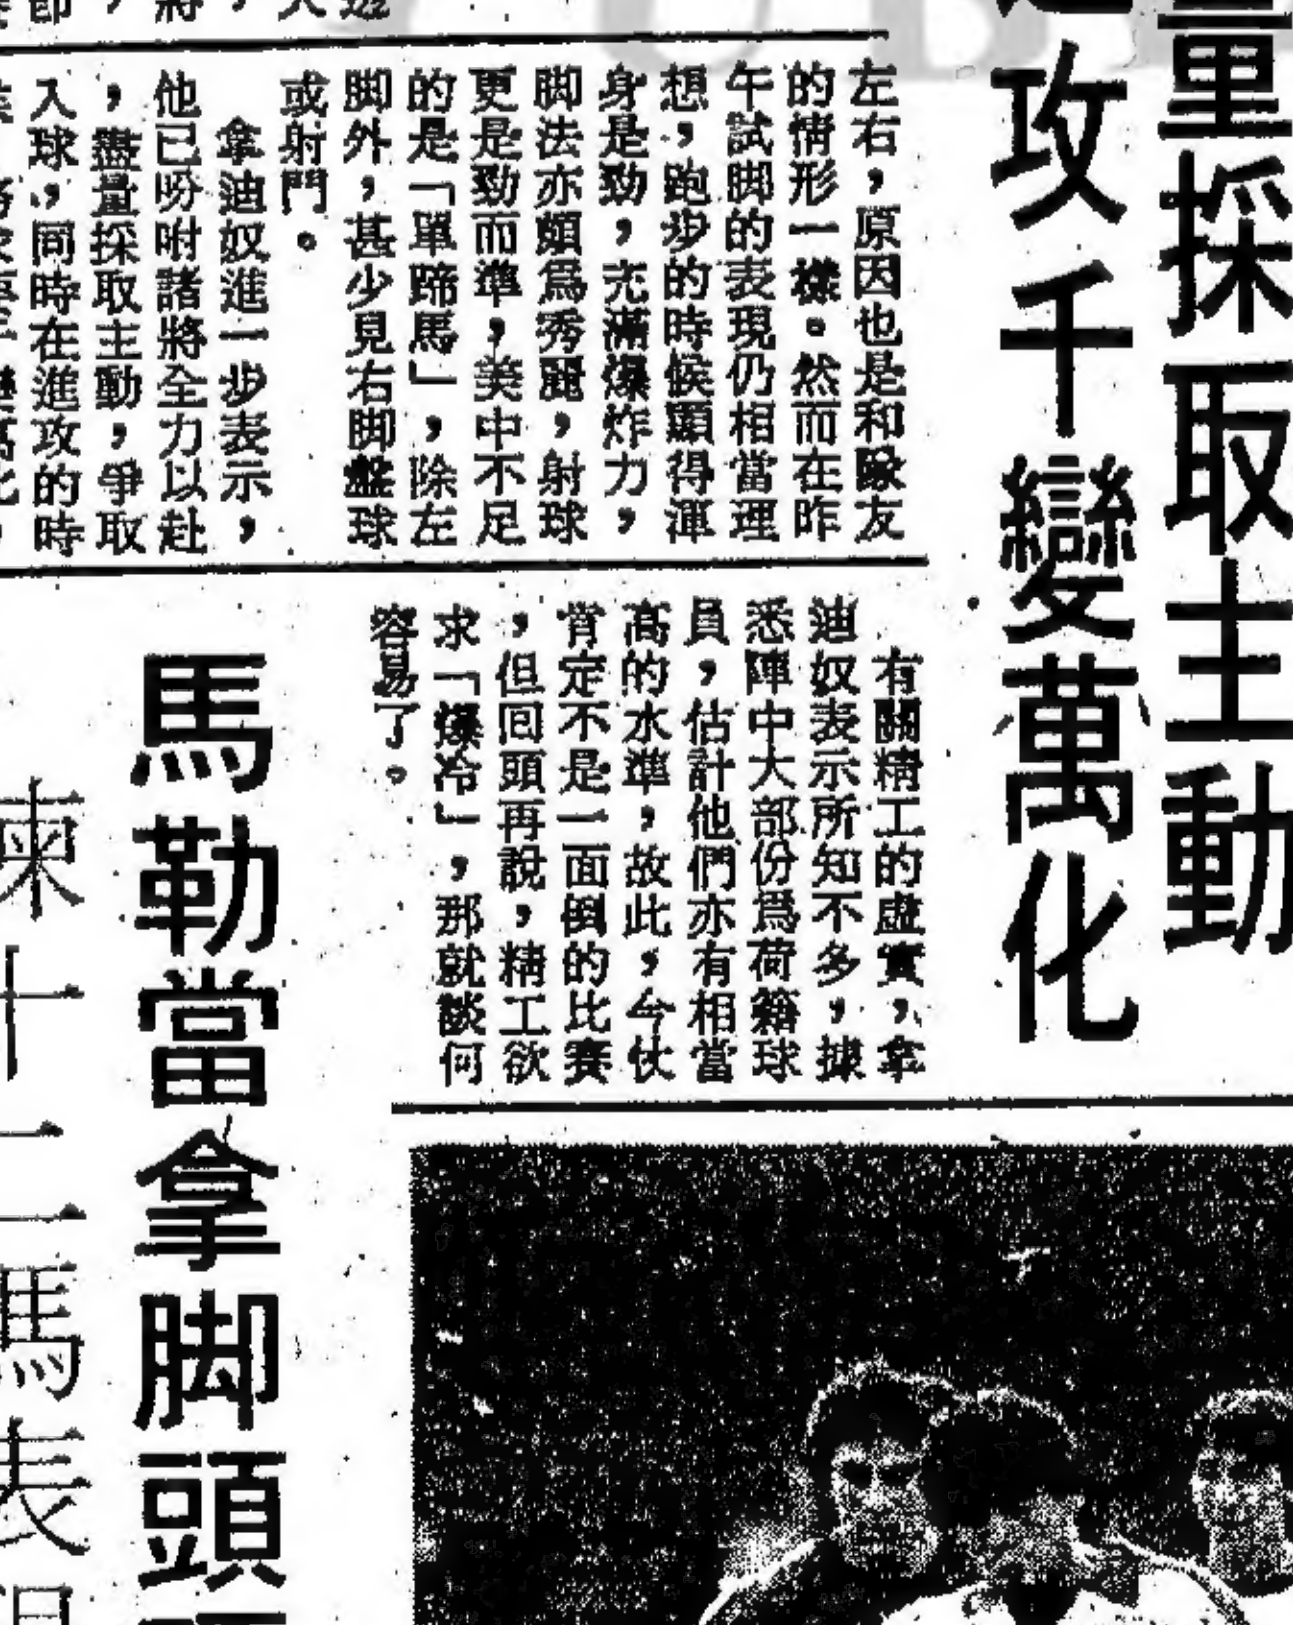 量採取主動
攻千變萬化
左右，原因也是和隊友
的情形一樣。然而在昨
午試脚的表現仍相當理
想，跑步的時候顯得渾
身是勁，充滿爆炸力，
脚法亦頗爲秀麗，射球
更是勁而準，美中不足
的是「單蹄馬」，除左
脚外，甚少見右脚盤球
或射門。
拿迪奴進一步表示，
他已吩咐諸將全力以赴
，盡量採取主動，爭取
入球，同時在進攻的時
有關精工的虛實，拿
迪奴表示所知不多，據
悉陣中大部份爲荷籍球
員，估計他們亦有相當
高的水準，故此，今仗
肯定不是一面倒的比賽
，但回頭再說，精工欲
求「爆冷」，那就談何
容易了。
馬勒當拿脚頭
十二碼表